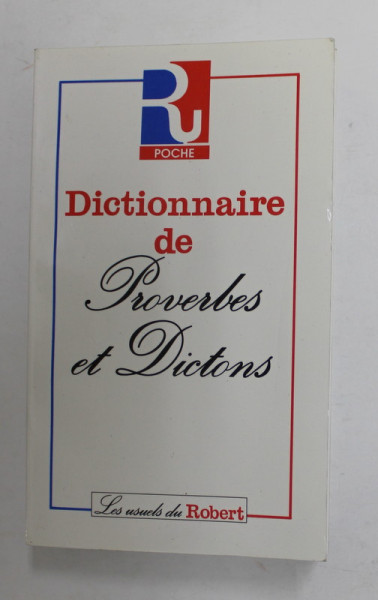 Ru
POCHE
Dictionnaire
de
Proverbes
et Dictons
Les usuels du Robert